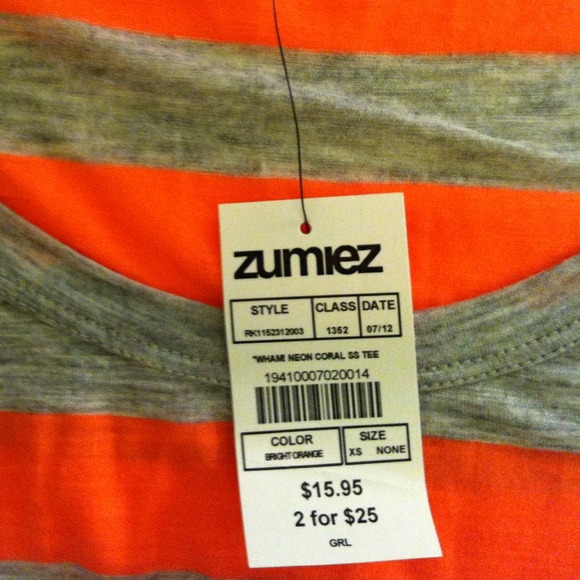 zumiez
STYLE CLASS DATE
RK1152312003 1352 07/12
"WHAM! NEON CORAL SS TEE
19410007020014
COLOR SIZE
BRIGHT ORANGE XS NONE
$15.95
2 for $25
GRL